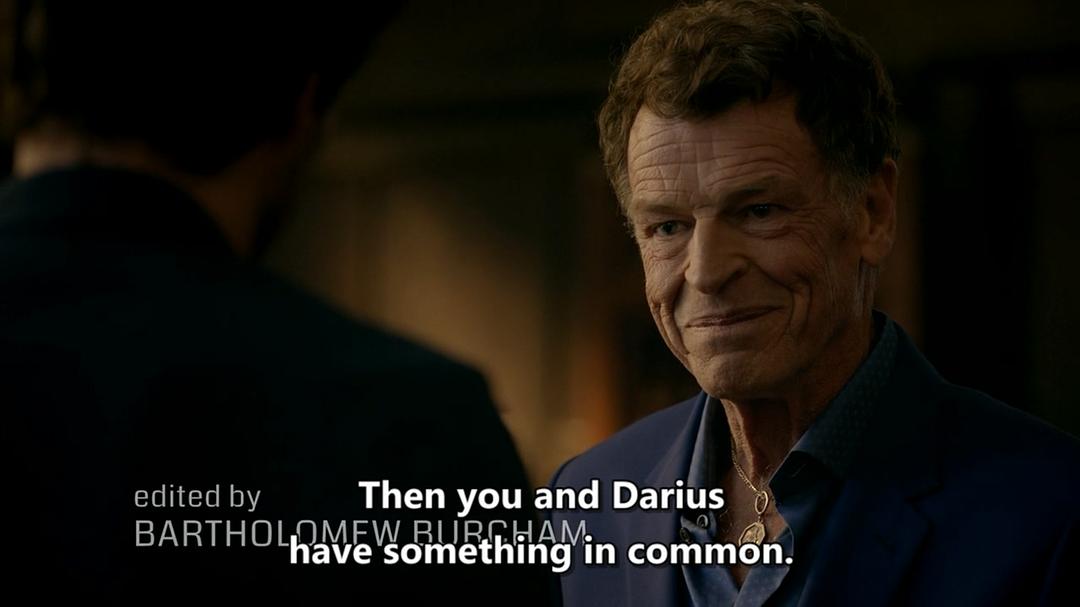 edited by
BARTHOLOMEW BURCHAM
Then you and Darius
have something in common.